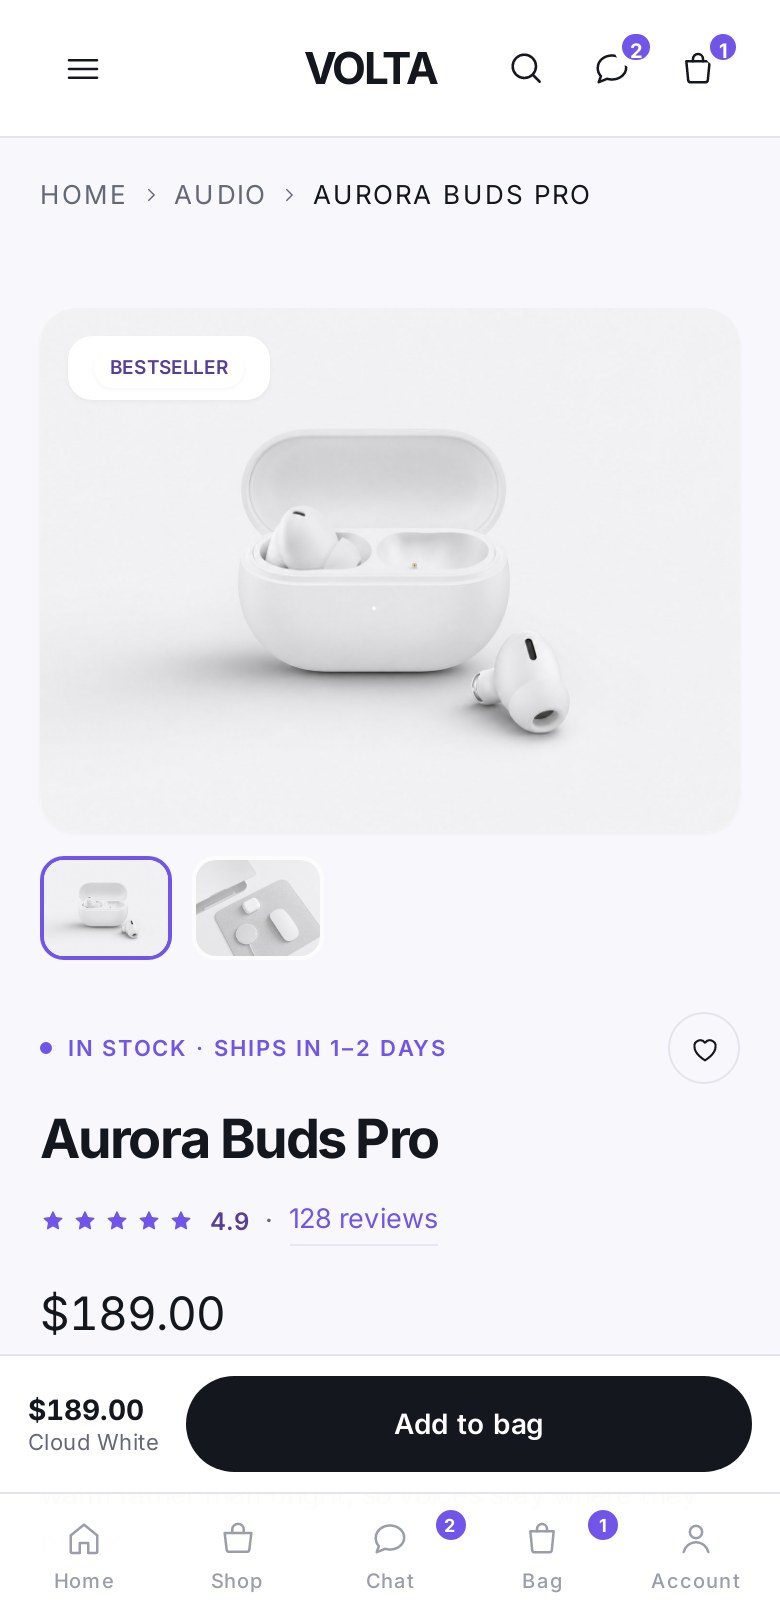 VOLTA
2
1
HOME > AUDIO > AURORA BUDS PRO
BESTSELLER
IN STOCK · SHIPS IN 1–2 DAYS
Aurora Buds Pro
4.9 · 128 reviews
$189.00
$189.00
Cloud White
Add to bag
2
1
Home
Shop
Chat
Bag
Account